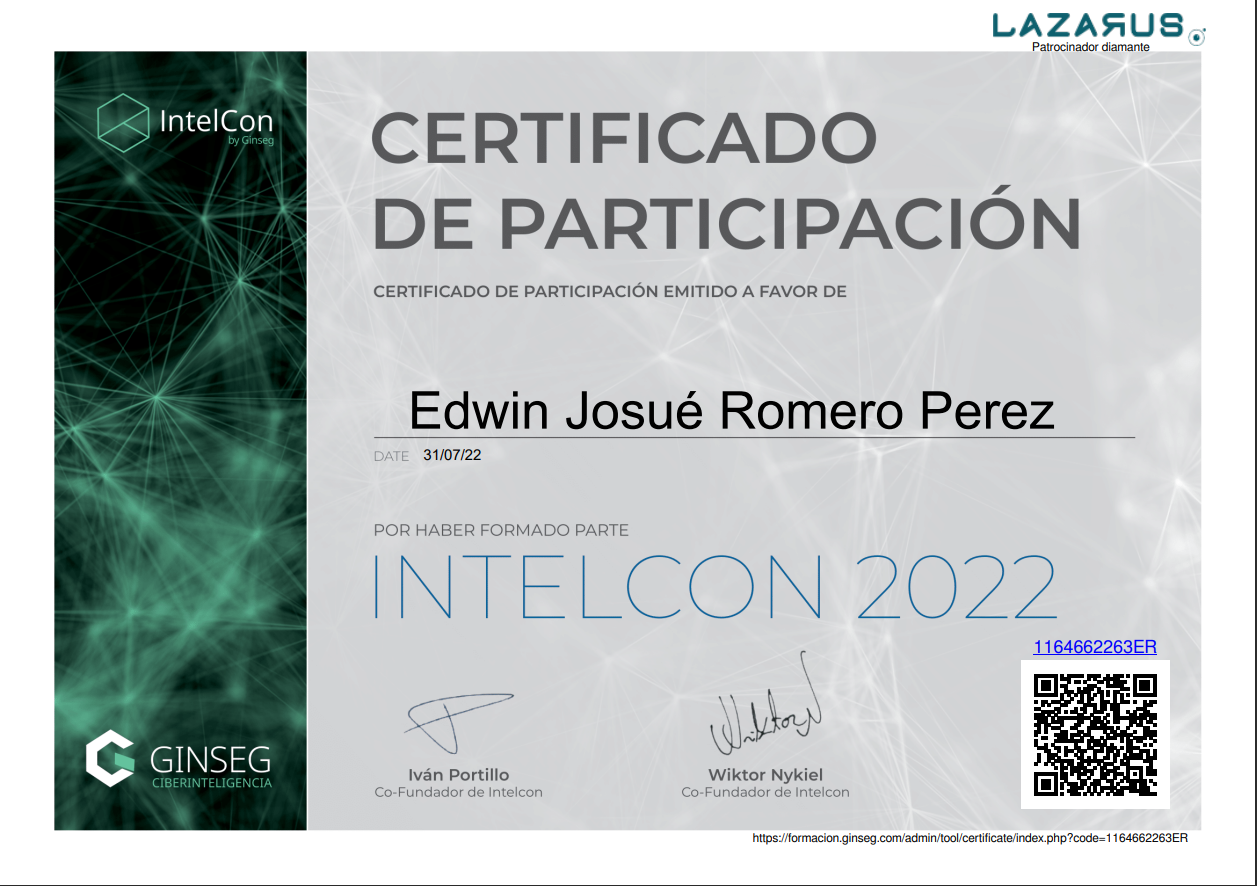 LAZARUS
Patrocinador diamante
IntelCon
by Ginseg
CERTIFICADO
DE PARTICIPACIÓN
CERTIFICADO DE PARTICIPACIÓN EMITIDO A FAVOR DE
Edwin Josué Romero Perez
DATE 31/07/22
POR HABER FORMADO PARTE
INTELCON 2022
1164662263ER
Wiktor N
Iván Portillo
Co-Fundador de Intelcon
Wiktor Nykiel
Co-Fundador de Intelcon
GINSEG
CIBERINTELIGENCIA
https://formacion.ginseg.com/admin/tool/certificate/index.php?code=1164662263ER